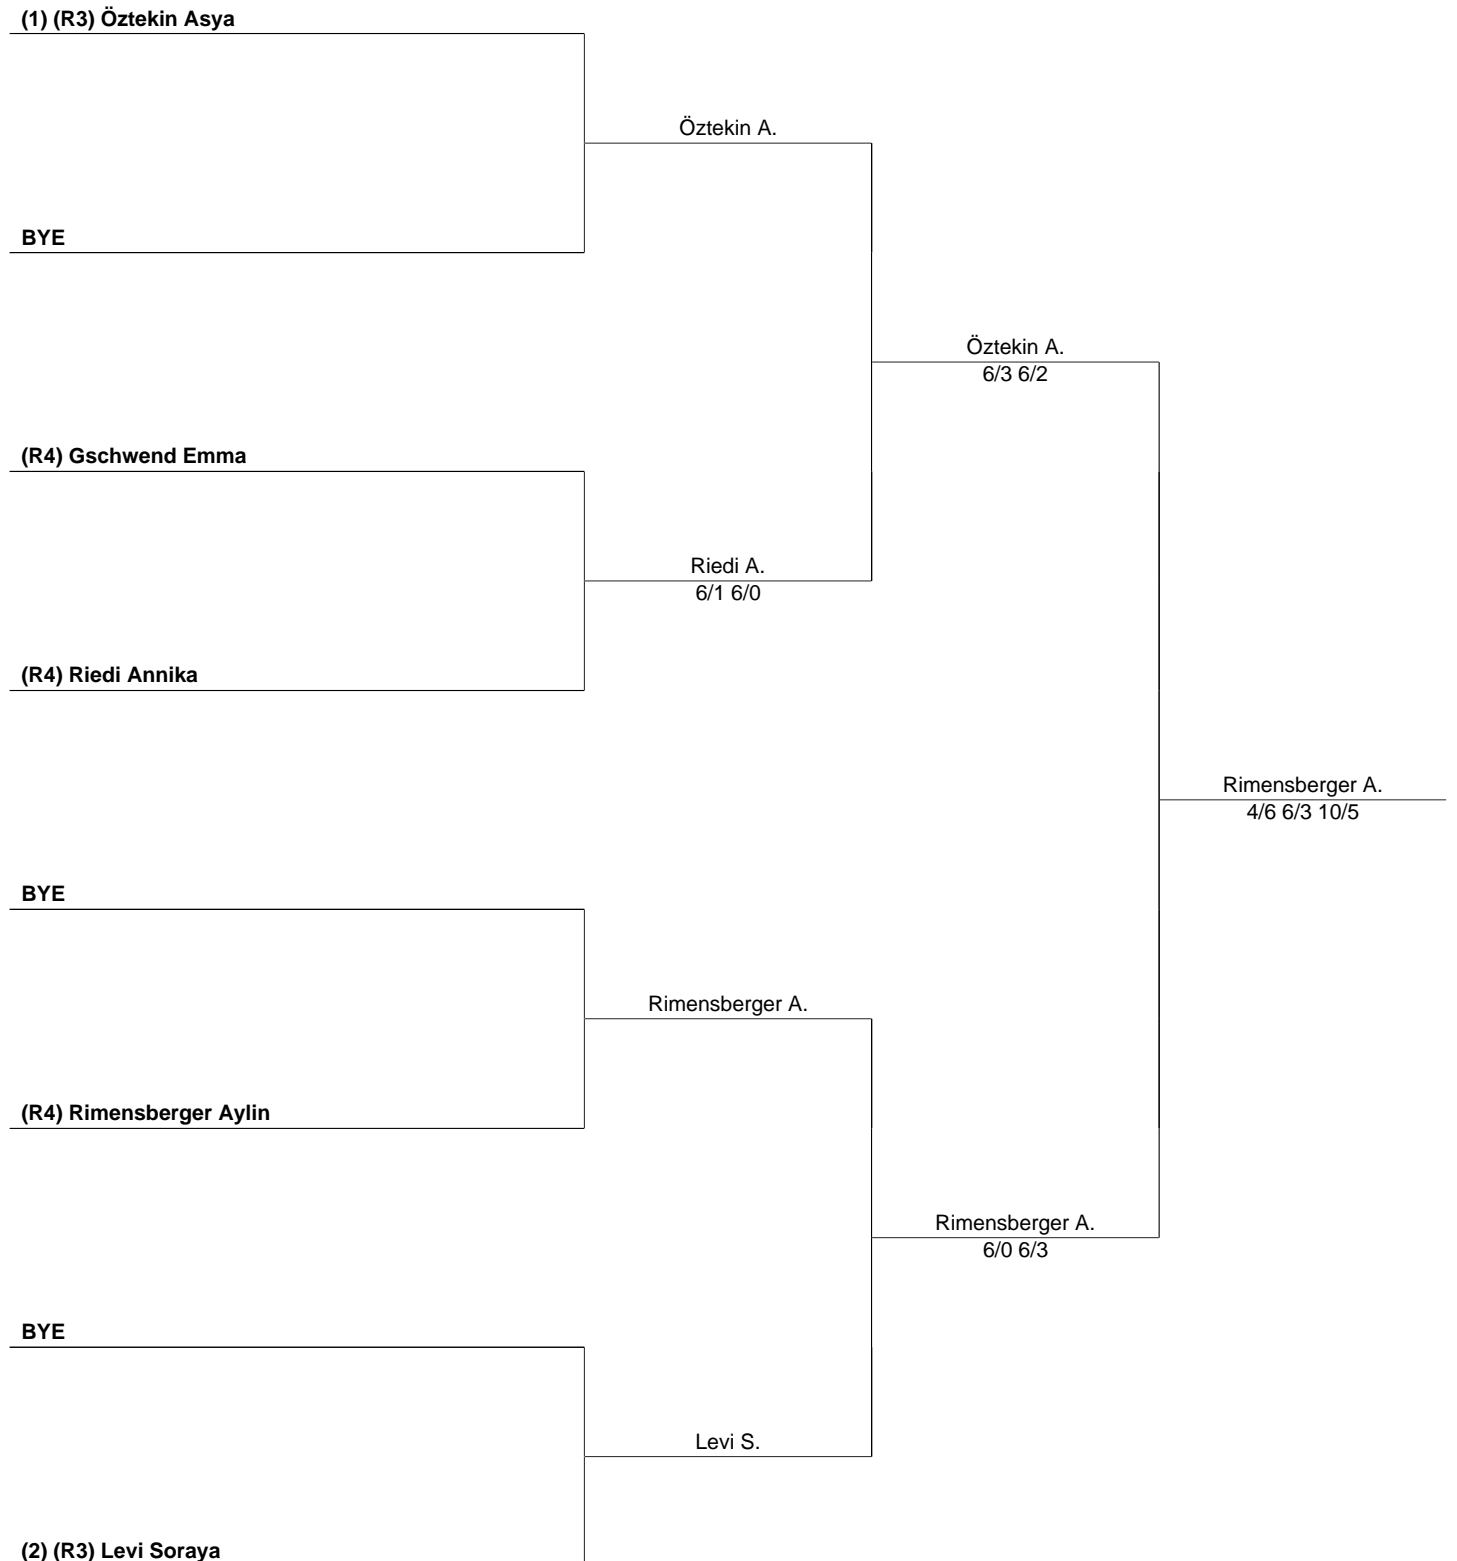 (1) (R3) Öztekin Asya
Öztekin A.
BYE
Öztekin A.
6/3 6/2
(R4) Gschwend Emma
Riedi A.
6/1 6/0
(R4) Riedi Annika
Rimensberger A.
4/6 6/3 10/5
BYE
Rimensberger A.
(R4) Rimensberger Aylin
Rimensberger A.
6/0 6/3
BYE
Levi S.
(2) (R3) Levi Soraya